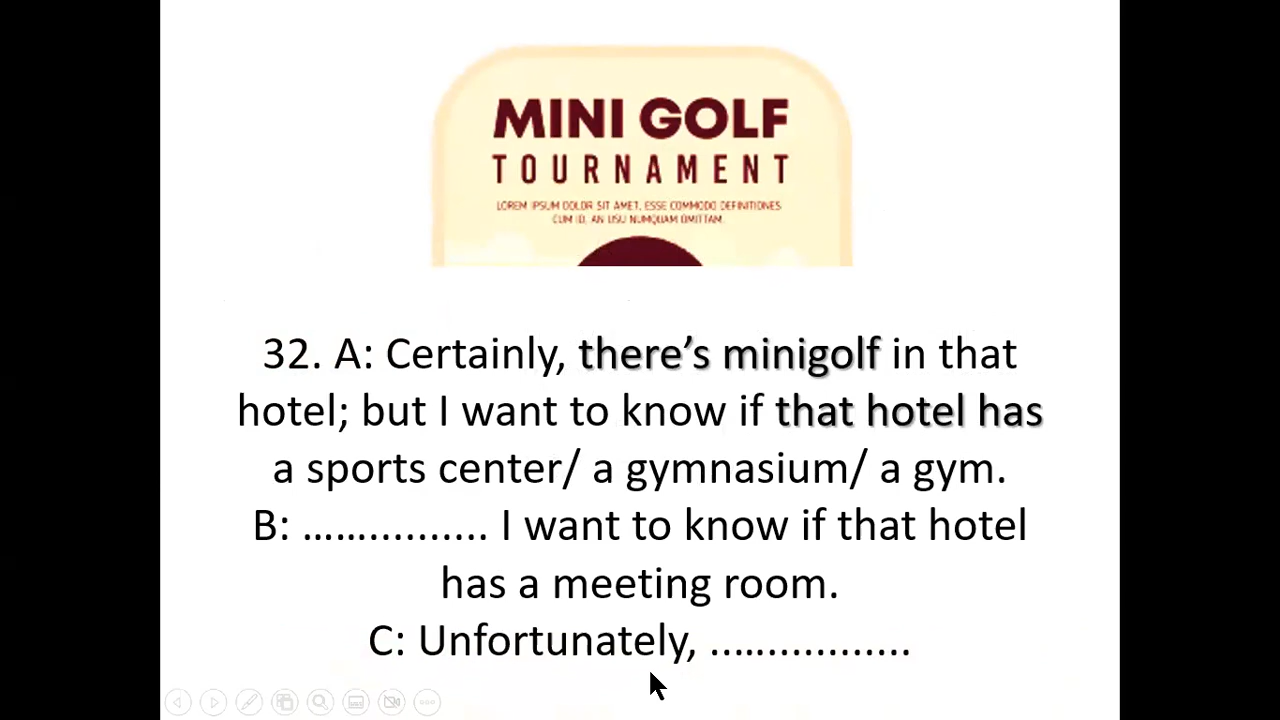 MINI GOLF
TOURNAMENT
LOREM IPSUM DOLOR SIT AMET, ESSE COMMODO DEFINITIONES
CUM ID, AN USU NUMQUAM OMITTAM.
32. A: Certainly, there’s minigolf in that
hotel; but I want to know if that hotel has
a sports center/ a gymnasium/ a gym.
B: ................ I want to know if that hotel
has a meeting room.
C: Unfortunately, .................